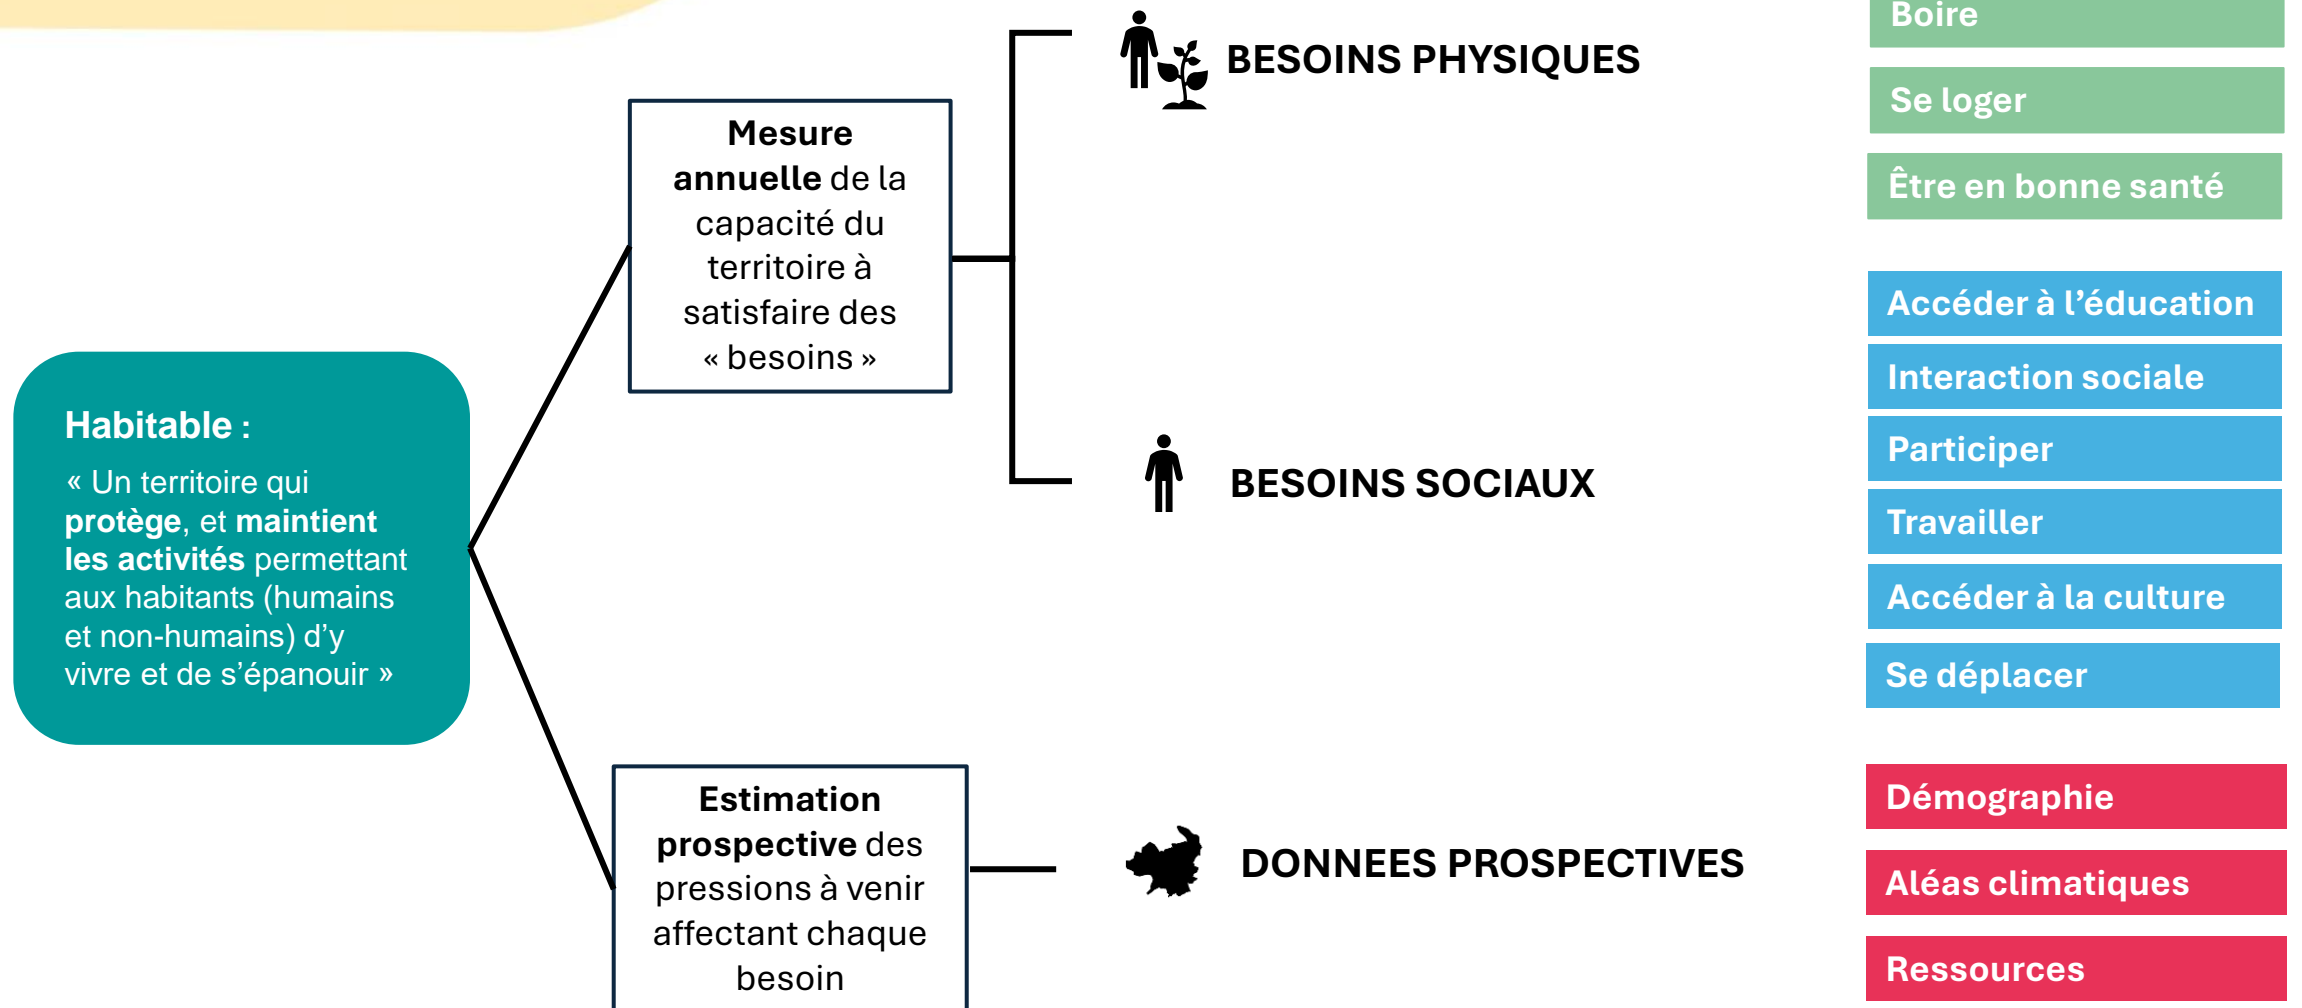 Habitable :
« Un territoire qui
protège, et maintient
les activités permettant
aux habitants (humains
et non-humains) d’y
vivre et de s’épanouir »
Mesure
annuelle de la
capacité du
territoire à
satisfaire des
« besoins »
Estimation
prospective des
pressions à venir
affectant chaque
besoin
BESOINS PHYSIQUES
BESOINS SOCIAUX
DONNEES PROSPECTIVES
Boire
Se loger
Être en bonne santé
Accéder à l’éducation
Interaction sociale
Participer
Travailler
Accéder à la culture
Se déplacer
Démographie
Aléas climatiques
Ressources